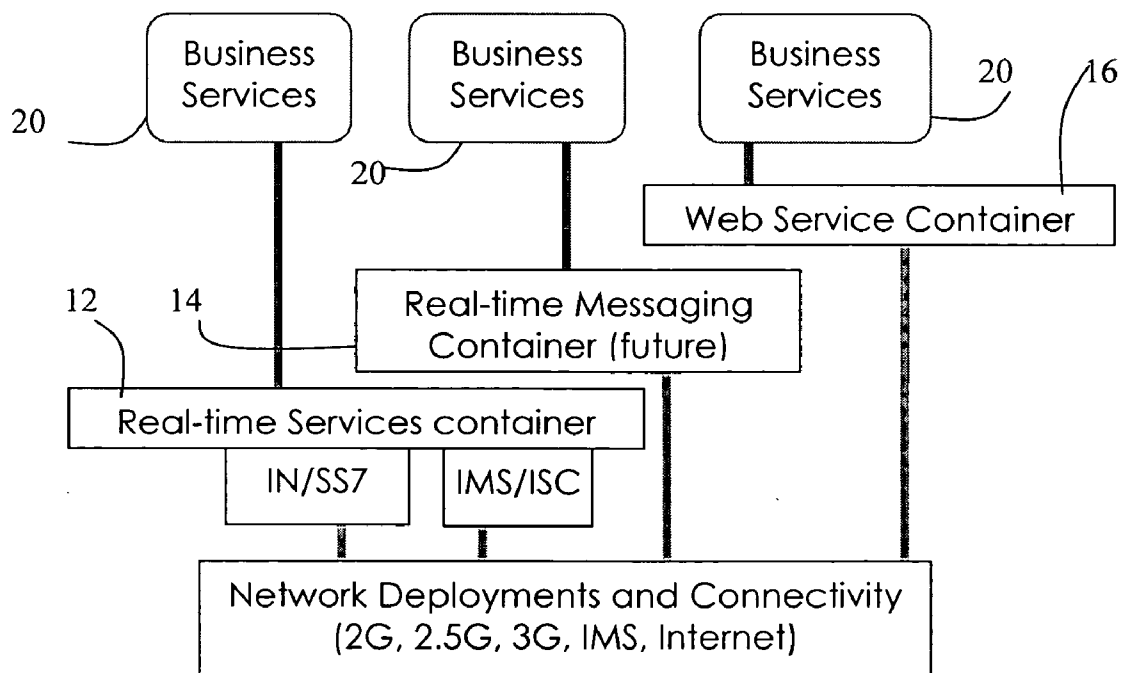 Business
Services
Business
Services
Business
Services
20
20
20
16
Web Service Container
12
14
Real-time Messaging
Container (future)
Real-time Services container
IN/SS7
IMS/ISC
Network Deployments and Connectivity
(2G, 2.5G, 3G, IMS, Internet)